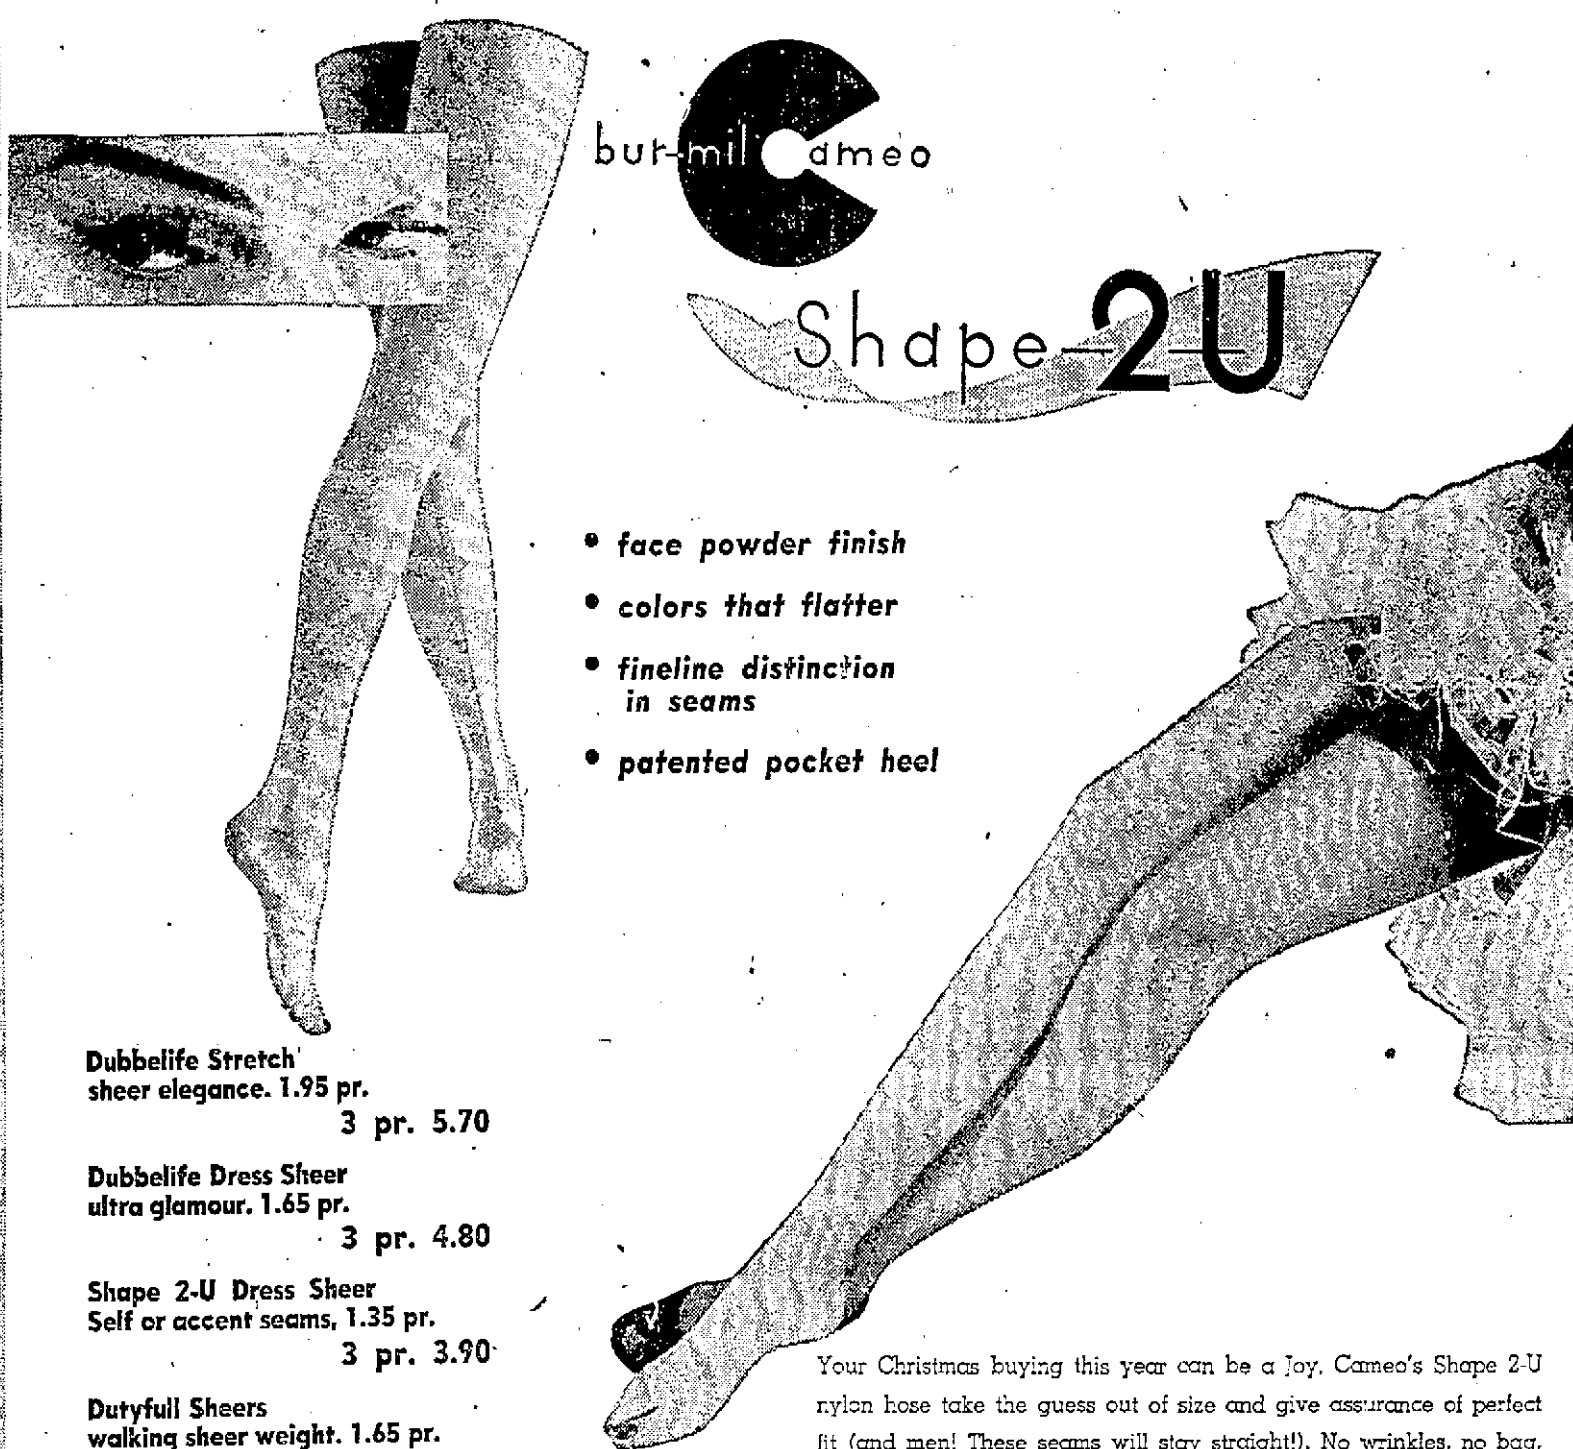 bur-mil Cameo
Shape-2-U
• face powder finish
• colors that flatter
• fineline distinction
in seams
• patented pocket heel
Dubbelife Stretch
sheer elegance. 1.95 pr.
3 pr. 5.70
Dubbelife Dress Sheer
ultra glamour. 1.65 pr.
3 pr. 4.80
Shape 2-U Dress Sheer
Self or accent seams, 1.35 pr.
3 pr. 3.90
Dutyfull Sheers
walking sheer weight. 1.65 pr.
Your Christmas buying this year can be a Joy. Cameo's Shape 2-U
nylon hose take the guess out of size and give assurance of perfect
fit (and men! These seams will stay straight!). No wrinkles, no bag,